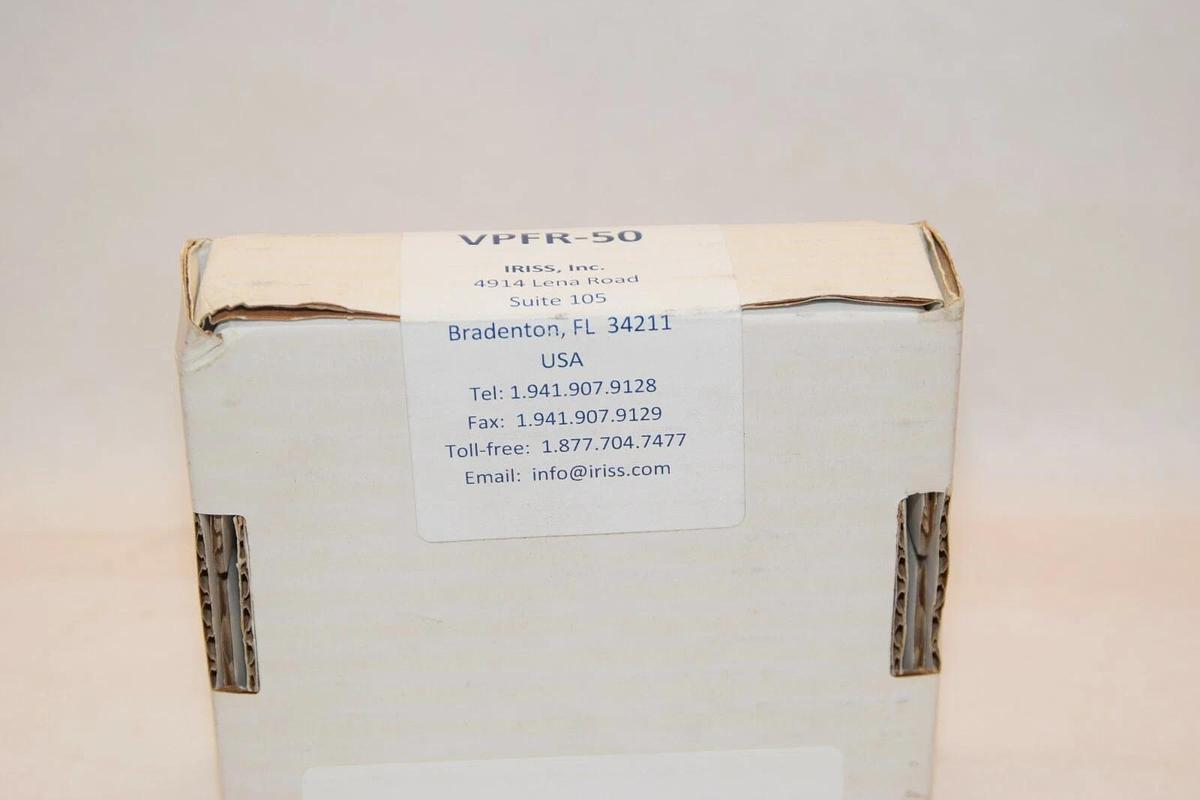 VPFR-50
IRISS, Inc.
4914 Lena Road
Suite 105
Bradenton, FL 34211
USA
Tel: 1.941.907.9128
Fax: 1.941.907.9129
Toll-free: 1.877.704.7477
Email: info@iriss.com